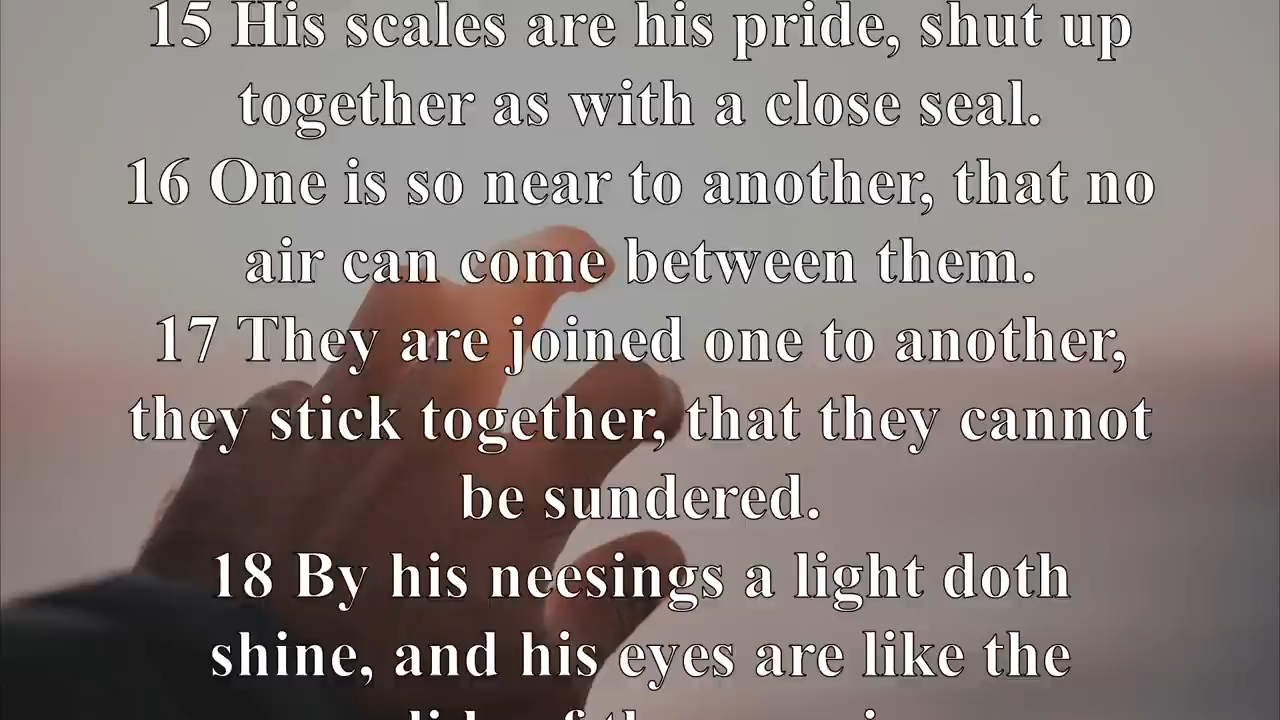 15 His scales are his pride, shut up
together as with a close seal.
16 One is so near to another, that no
air can come between them.
17 They are joined one to another,
they stick together, that they cannot
be sundered.
18 By his neesings a light doth
shine, and his eyes are like the